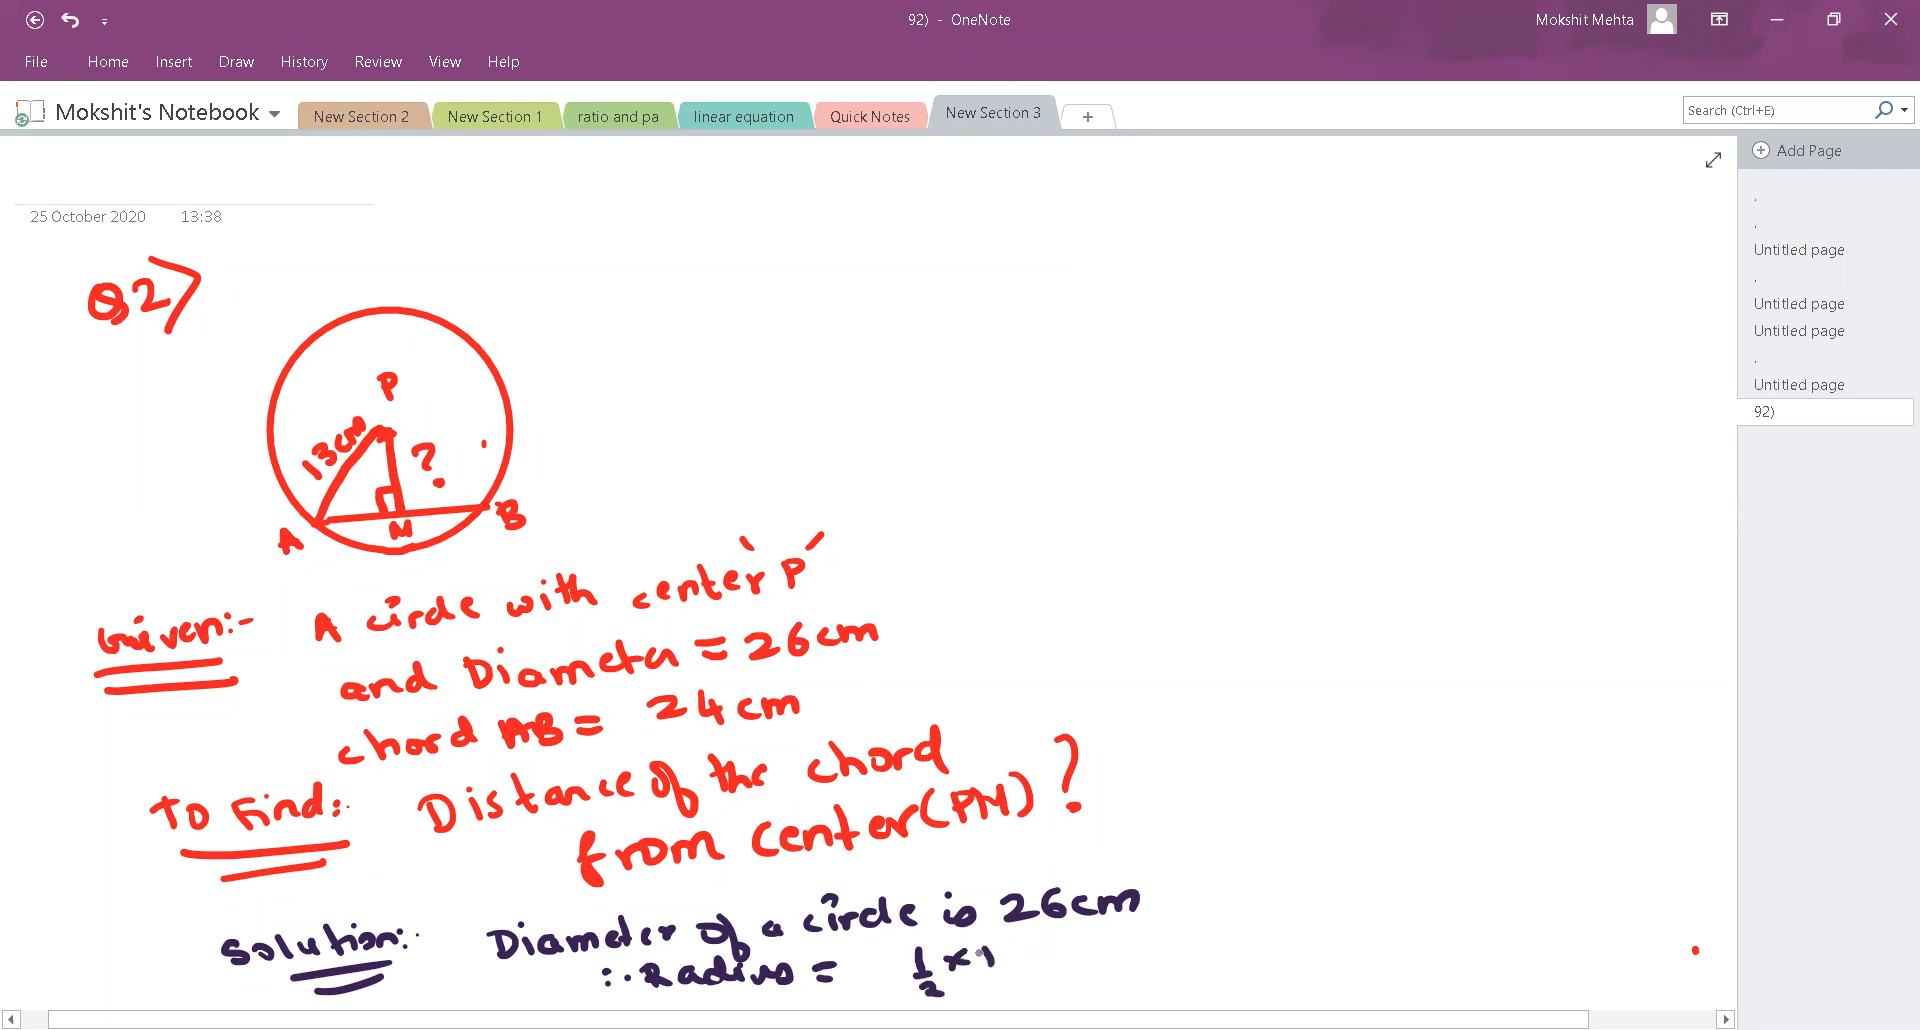 92) - OneNote
Mokshit Mehta
File Home Insert Draw History Review View Help
Mokshit's Notebook
New Section 2
New Section 1
ratio and pa
linear equation
Quick Notes
New Section 3
+
Search (Ctrl+E)
Add Page
.
.
Untitled page
.
Untitled page
Untitled page
.
Untitled page
92)
25 October 2020 13:38
Q2>
P
13cm
?
A
M
B
Given:- A circle with center 'P'
and Diameter = 26cm
chord AB = 24cm
To Find: Distance of the chord
from center (PM) ?
Solution: Diameter of a circle is 26cm
∴ Radius = 1/2 ×